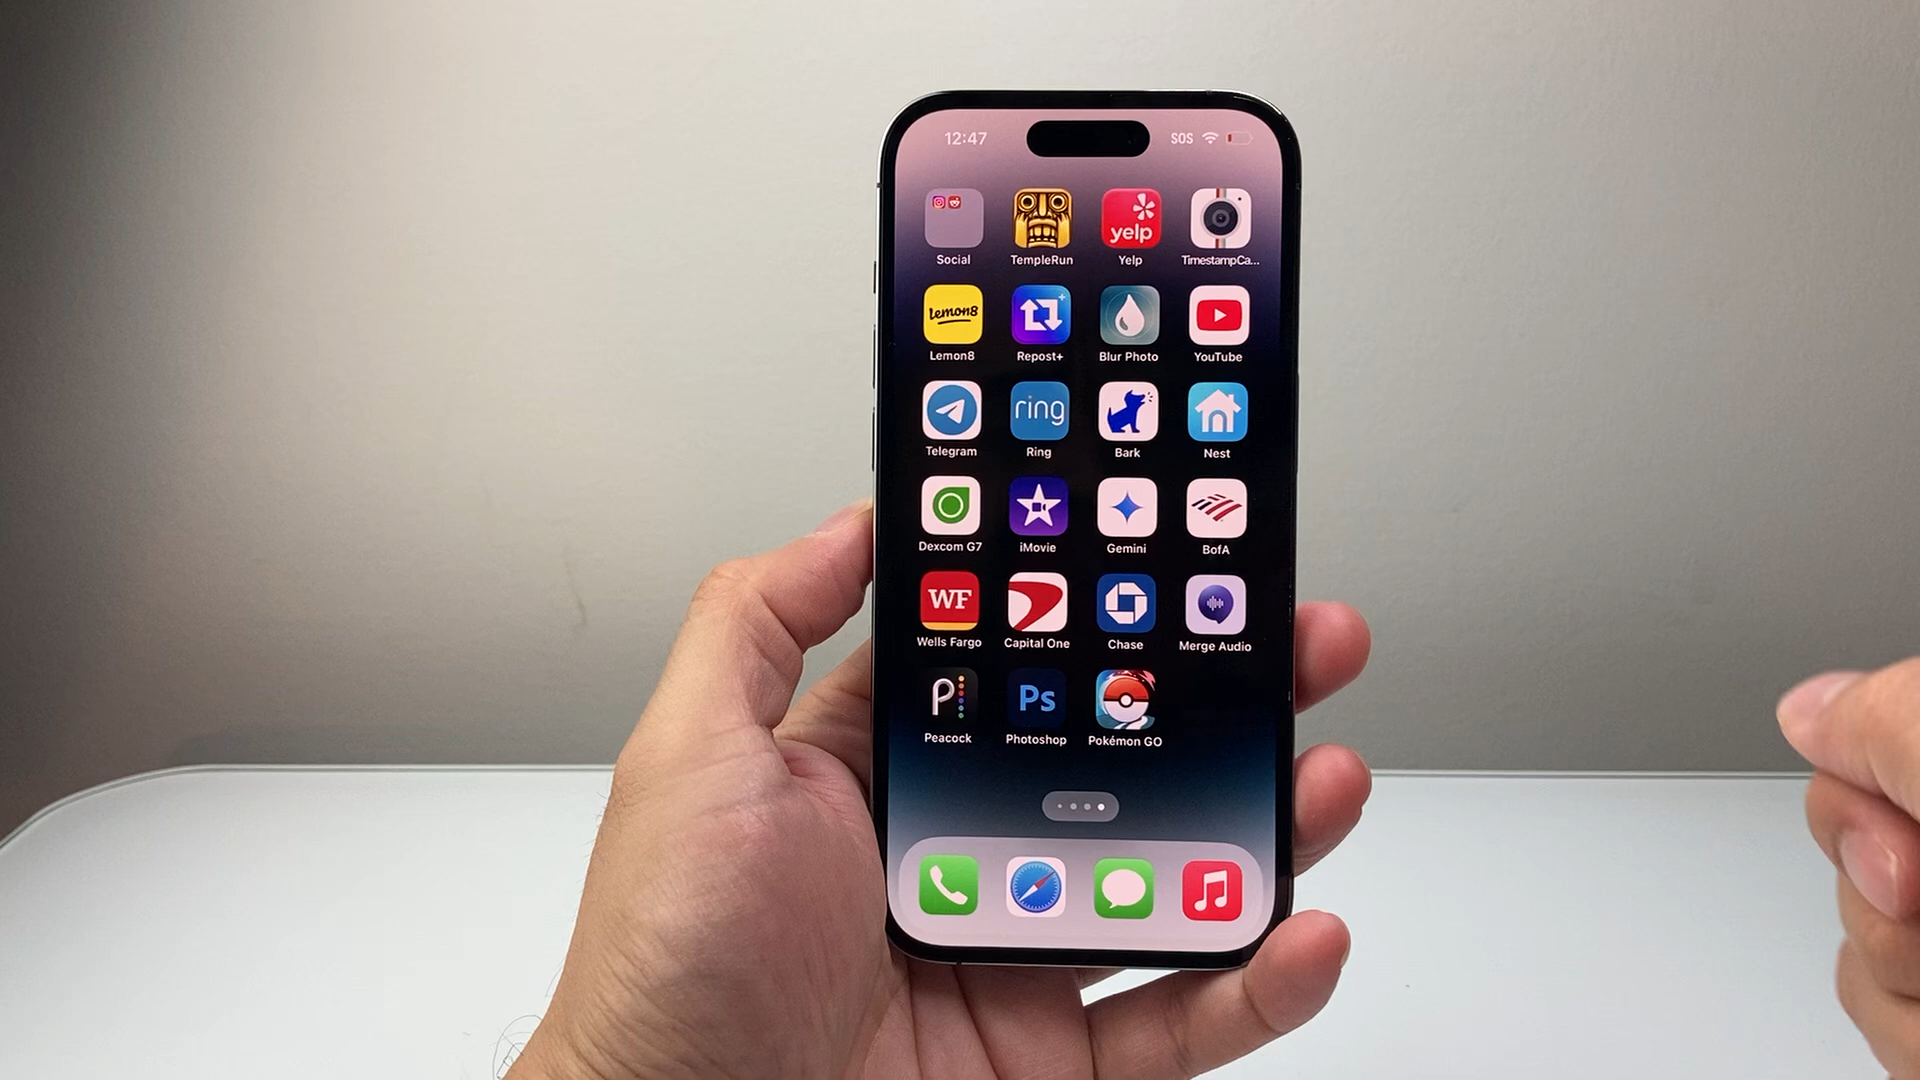 12:47 SOS
yelp
Social TempleRun Yelp TimestampCa...
Lemon8
Lemon8 Repost+ Blur Photo YouTube
ring
Telegram Ring Bark Nest
Dexcom G7 iMovie Gemini BofA
WF
Wells Fargo Capital One Chase Merge Audio
P Ps
Peacock Photoshop Pokémon GO